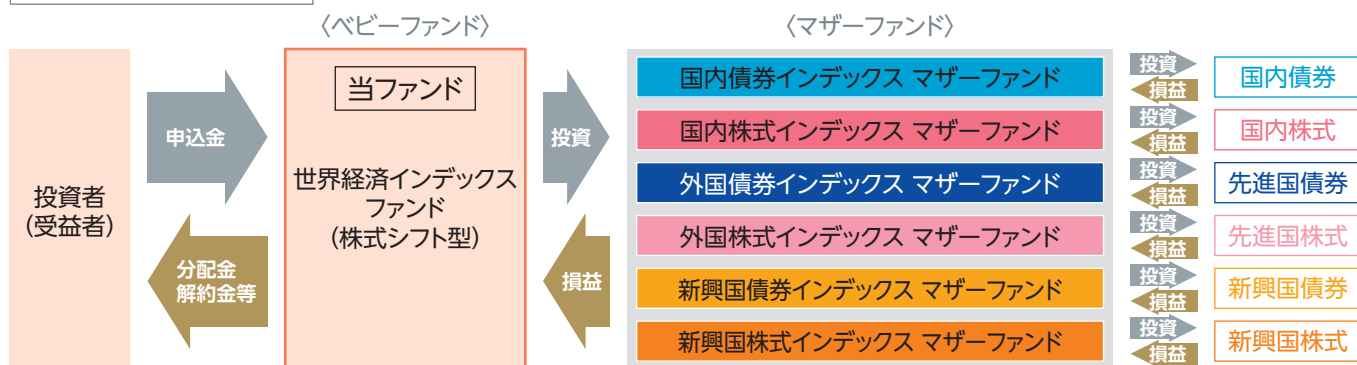 〈ベビーファンド〉
〈マザーファンド〉
投資者
(受益者)
申込金
分配金
解約金等
当ファンド
世界経済インデックス
ファンド
(株式シフト型)
投資
損益
国内債券インデックス マザーファンド
投資
損益
国内債券
国内株式インデックス マザーファンド
投資
損益
国内株式
外国債券インデックス マザーファンド
投資
損益
先進国債券
外国株式インデックス マザーファンド
投資
損益
先進国株式
新興国債券インデックス マザーファンド
投資
損益
新興国債券
新興国株式インデックス マザーファンド
投資
損益
新興国株式